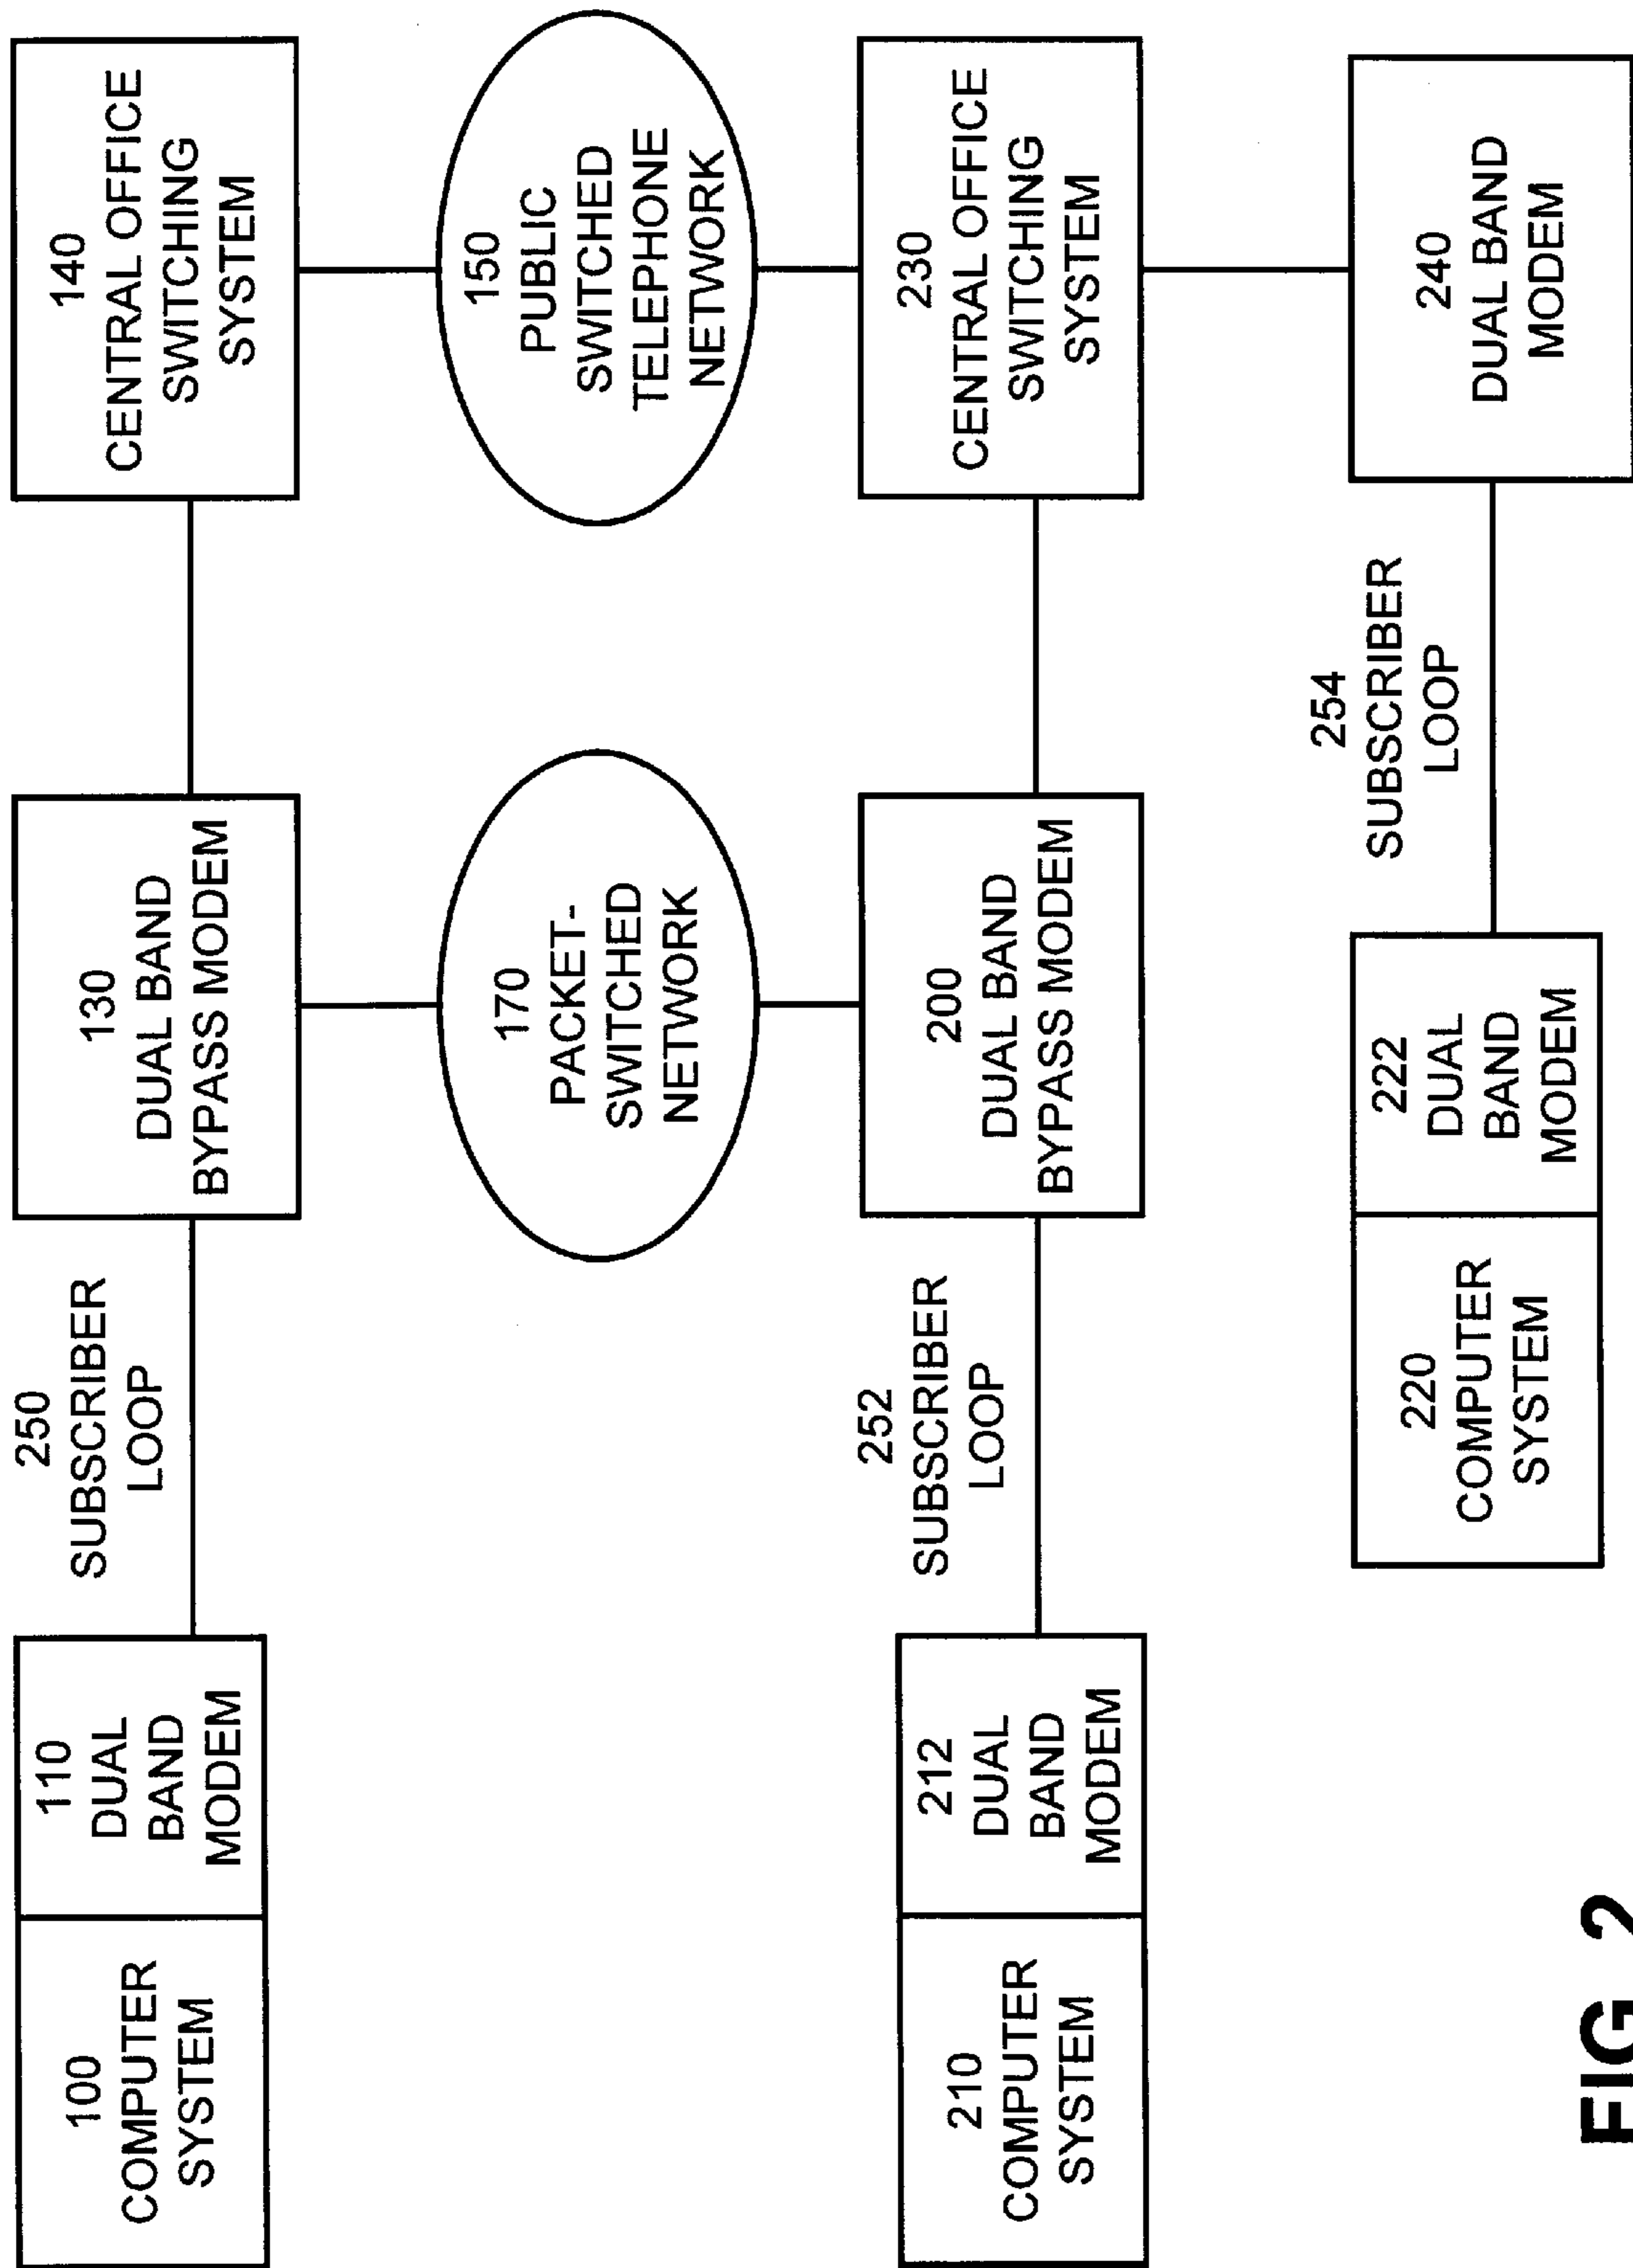 100
COMPUTER
SYSTEM
110
DUAL
BAND
MODEM
250
SUBSCRIBER
LOOP
130
DUAL BAND
BYPASS MODEM
140
CENTRAL OFFICE
SWITCHING
SYSTEM
170
PACKET-
SWITCHED
NETWORK
150
PUBLIC
SWITCHED
TELEPHONE
NETWORK
210
COMPUTER
SYSTEM
212
DUAL
BAND
MODEM
252
SUBSCRIBER
LOOP
200
DUAL BAND
BYPASS MODEM
230
CENTRAL OFFICE
SWITCHING
SYSTEM
220
COMPUTER
SYSTEM
222
DUAL
BAND
MODEM
254
SUBSCRIBER
LOOP
240
DUAL BAND
MODEM
FIG 2